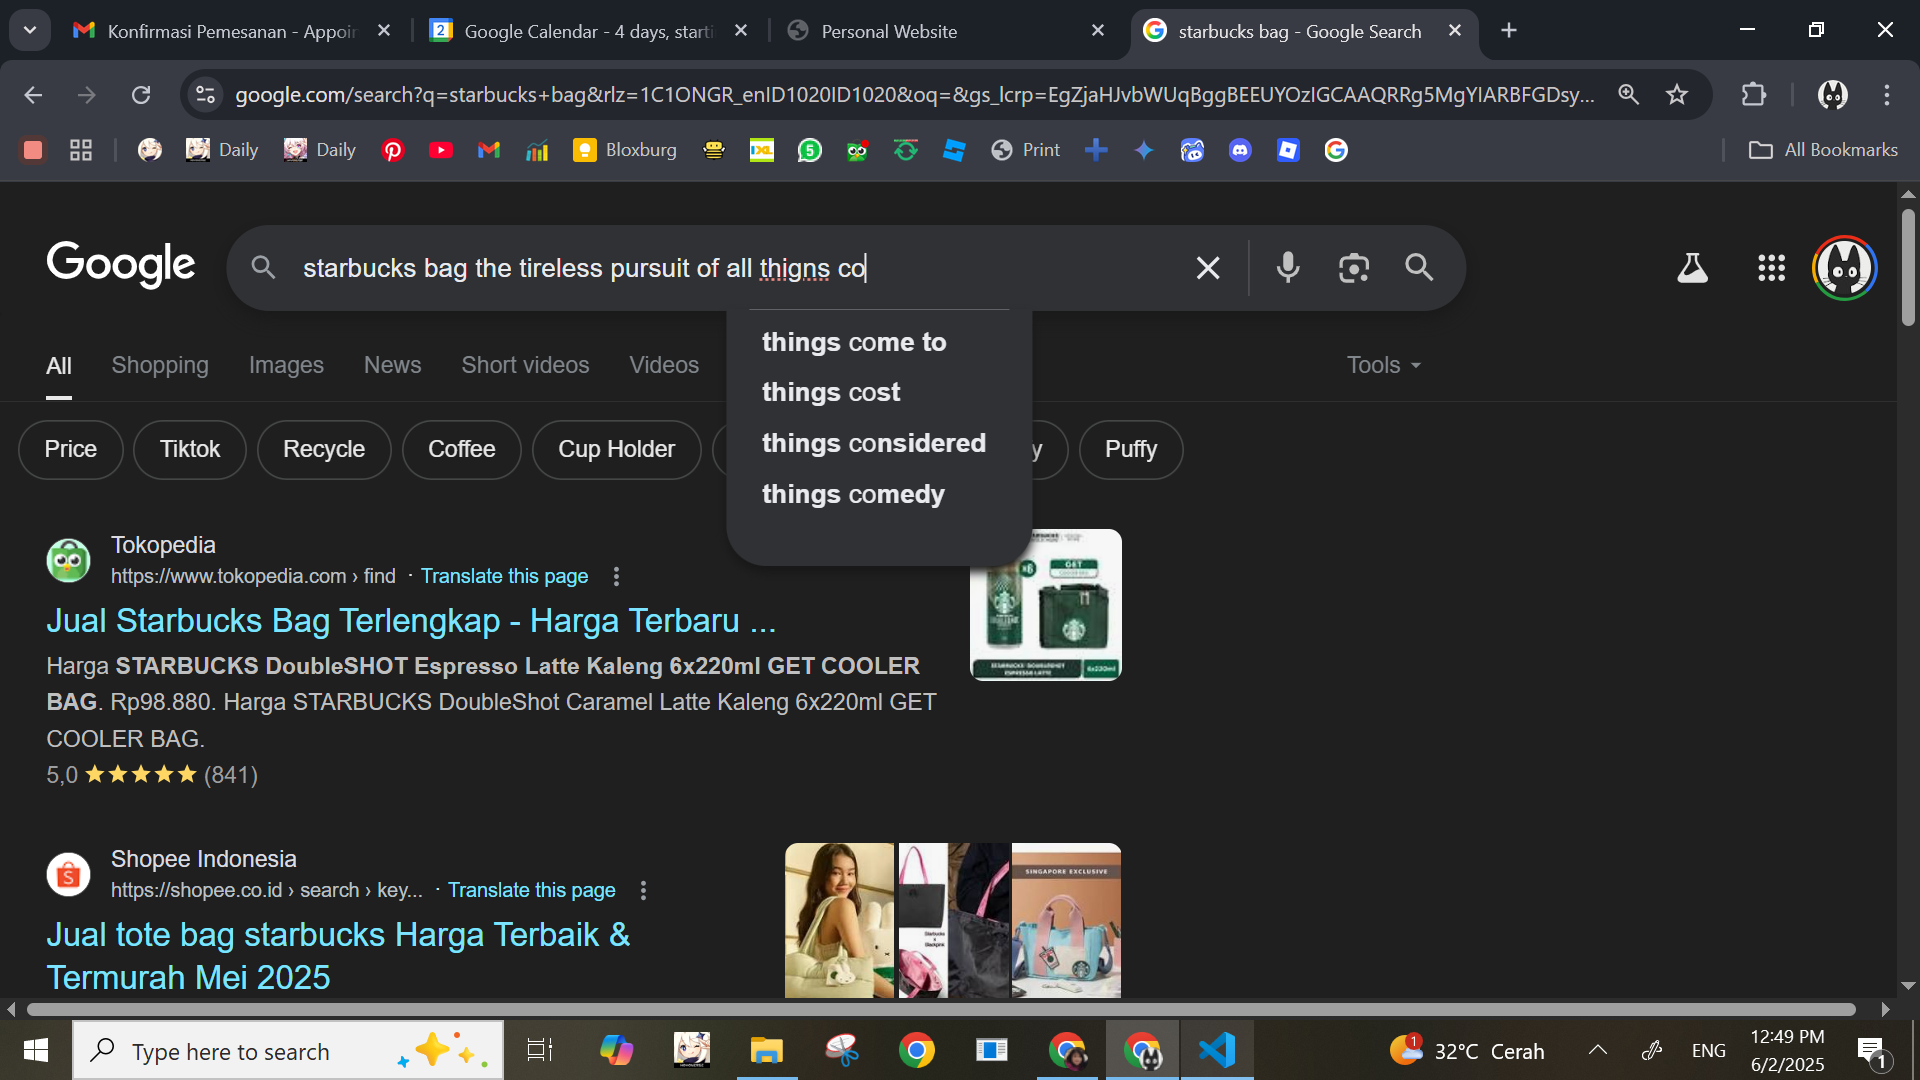 Konfirmasi Pemesanan - Appoin
Google Calendar - 4 days, starti
Personal Website
starbucks bag - Google Search
google.com/search?q=starbucks+bag&rlz=1C1ONGR_enID1020ID1020&oq=&gs_lcrp=EgZjaHJvbWUqBggBEEUYOzIGCAAQRRg5MgYIARBFGDsy...
Daily
Daily
Bloxburg
Print
All Bookmarks
Google
starbucks bag the tireless pursuit of all thigns co
things come to
things cost
things considered
things comedy
All
Shopping
Images
News
Short videos
Videos
Tools
Price
Tiktok
Recycle
Coffee
Cup Holder
y
Puffy
Tokopedia
https://www.tokopedia.com › find · Translate this page
Jual Starbucks Bag Terlengkap - Harga Terbaru ...
Harga STARBUCKS DoubleSHOT Espresso Latte Kaleng 6x220ml GET COOLER
BAG. Rp98.880. Harga STARBUCKS DoubleShot Caramel Latte Kaleng 6x220ml GET
COOLER BAG.
5,0 ★★★★★ (841)
GET
Shopee Indonesia
https://shopee.co.id › search › key... · Translate this page
Jual tote bag starbucks Harga Terbaik &
Termurah Mei 2025
SINGAPORE EXCLUSIVE
Type here to search
1
32°C Cerah
ENG
12:49 PM
6/2/2025
1